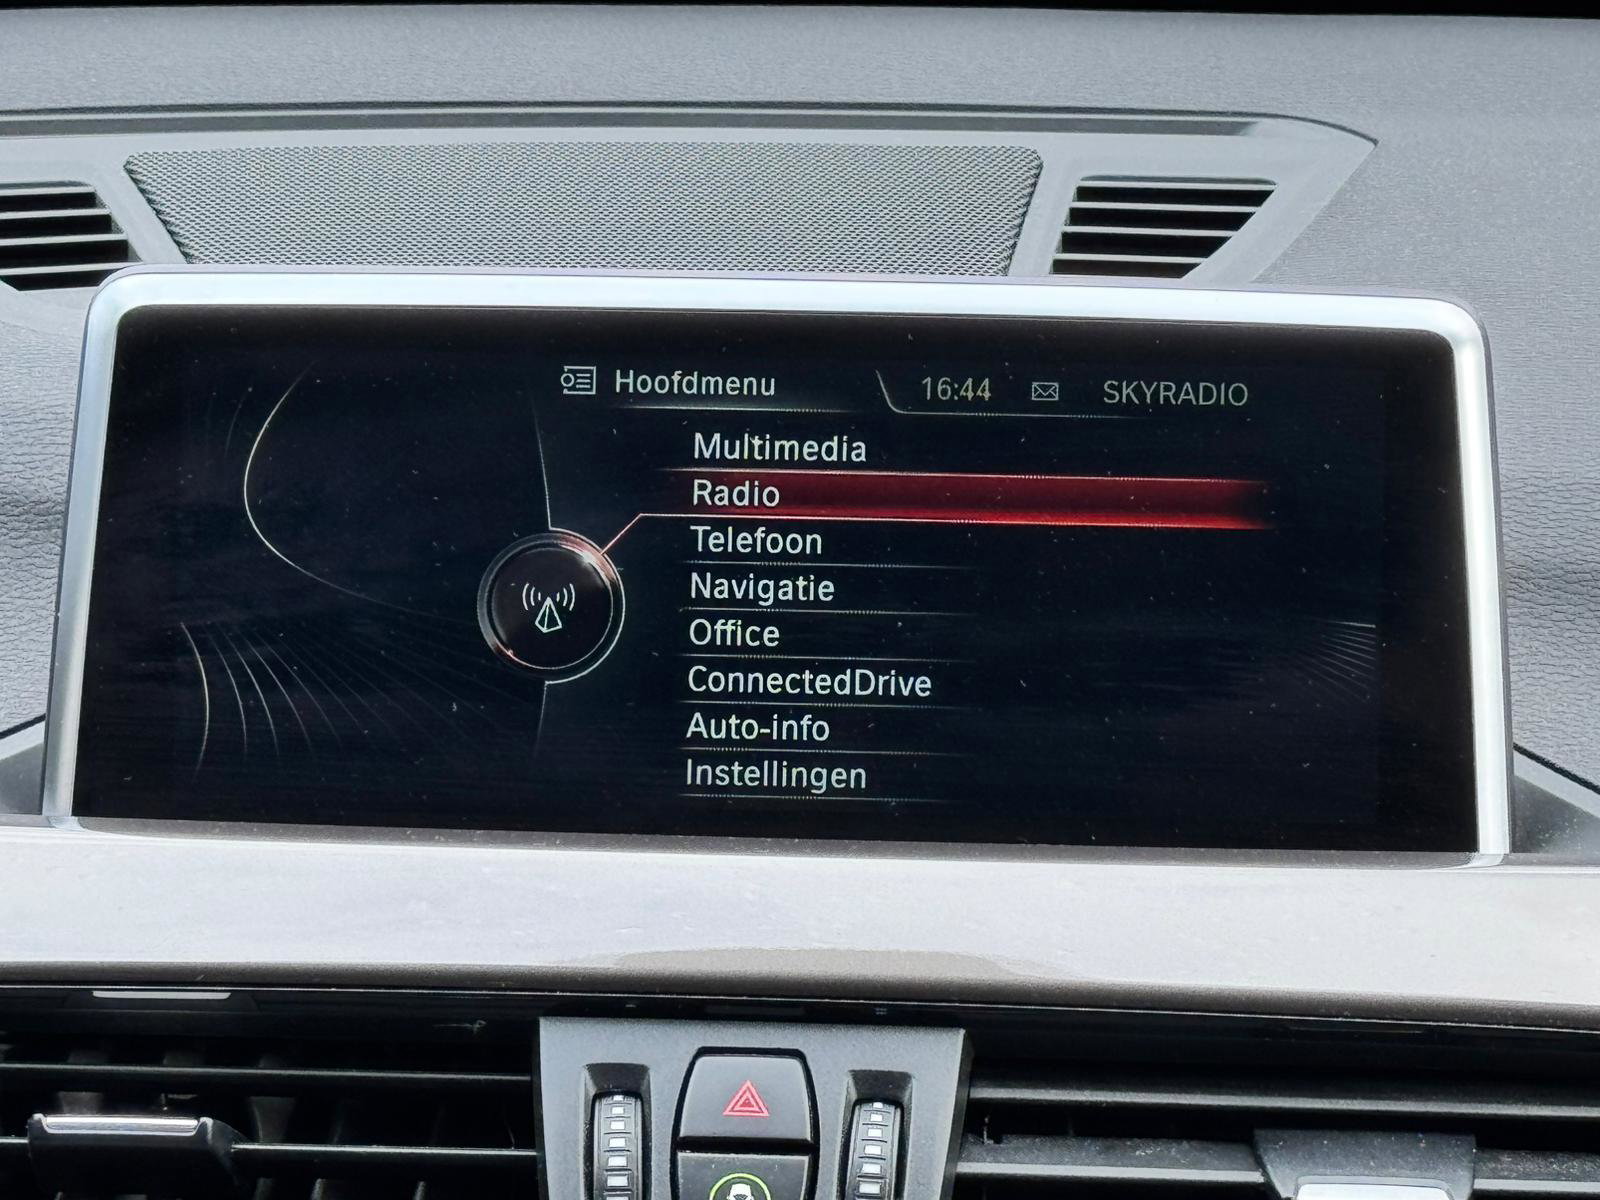 Hoofdmenu 16:44 SKYRADIO
Multimedia
Radio
Telefoon
Navigatie
Office
ConnectedDrive
Auto-info
Instellingen